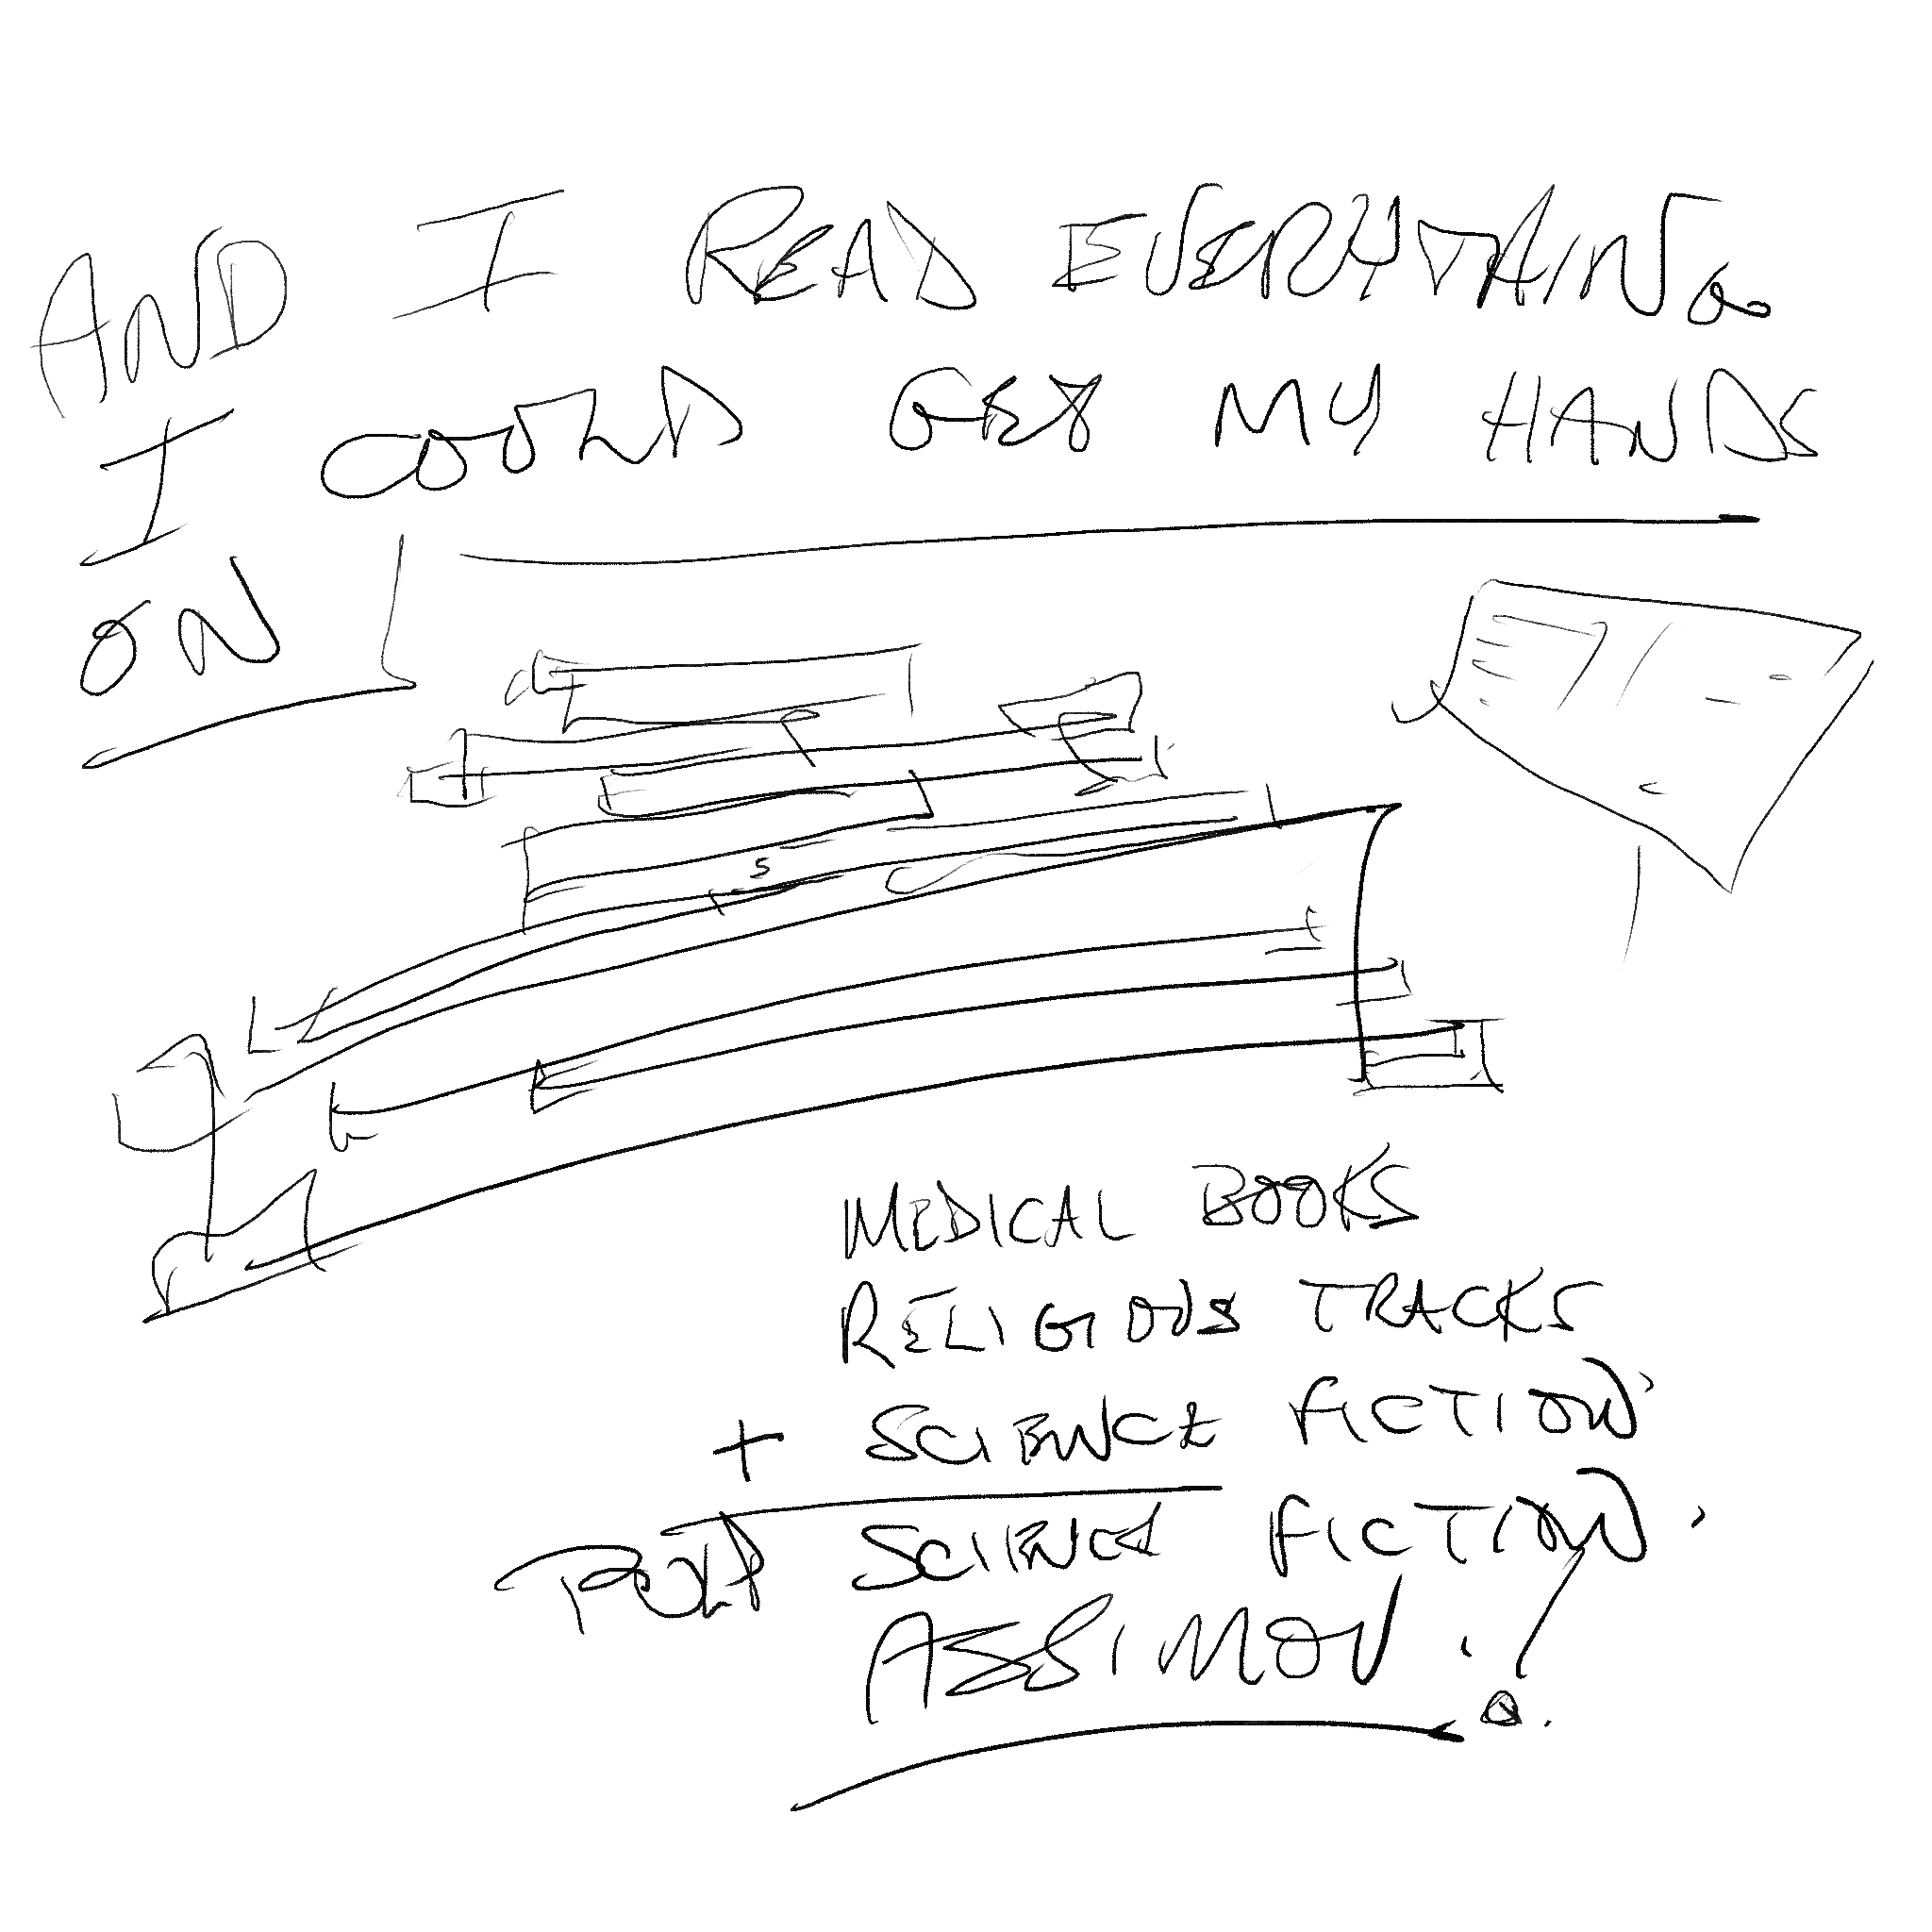 AND I READ EVERYTHING
I COULD GET MY HANDS
ON
MEDICAL BOOKS
RELIGIOUS TRACKS
+ SCIENCE FICTION
PULP SCIENCE FICTION.
ASSIMOV!